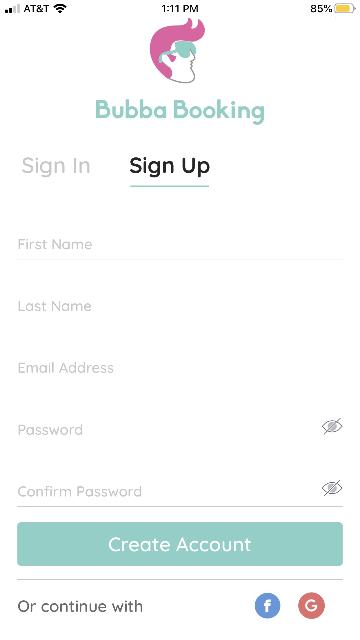 AT&T 1:11 PM 85%
Bubba Booking
Sign In Sign Up
First Name
Last Name
Email Address
Password
Confirm Password
Create Account
Or continue with f G